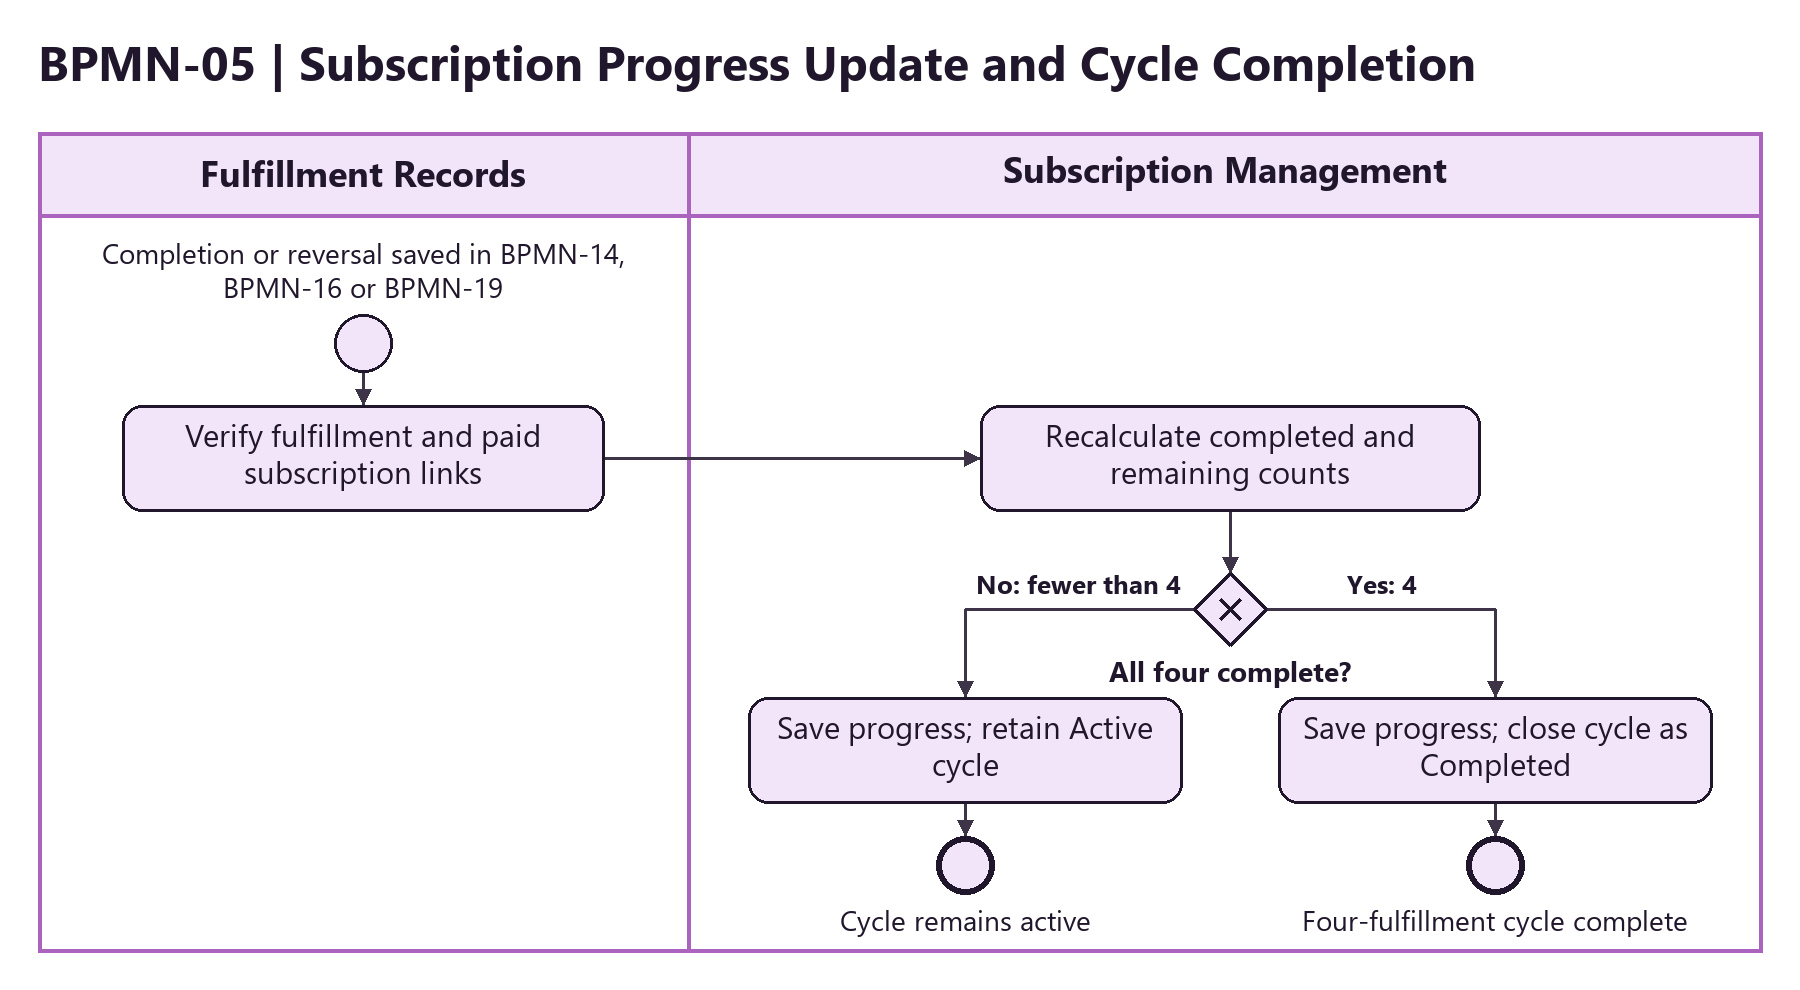 BPMN-05 | Subscription Progress Update and Cycle Completion
Fulfillment Records
Subscription Management
Completion or reversal saved in BPMN-14,
BPMN-16 or BPMN-19
Verify fulfillment and paid
subscription links
Recalculate completed and
remaining counts
No: fewer than 4
Yes: 4
All four complete?
Save progress; retain Active
cycle
Save progress; close cycle as
Completed
Cycle remains active
Four-fulfillment cycle complete